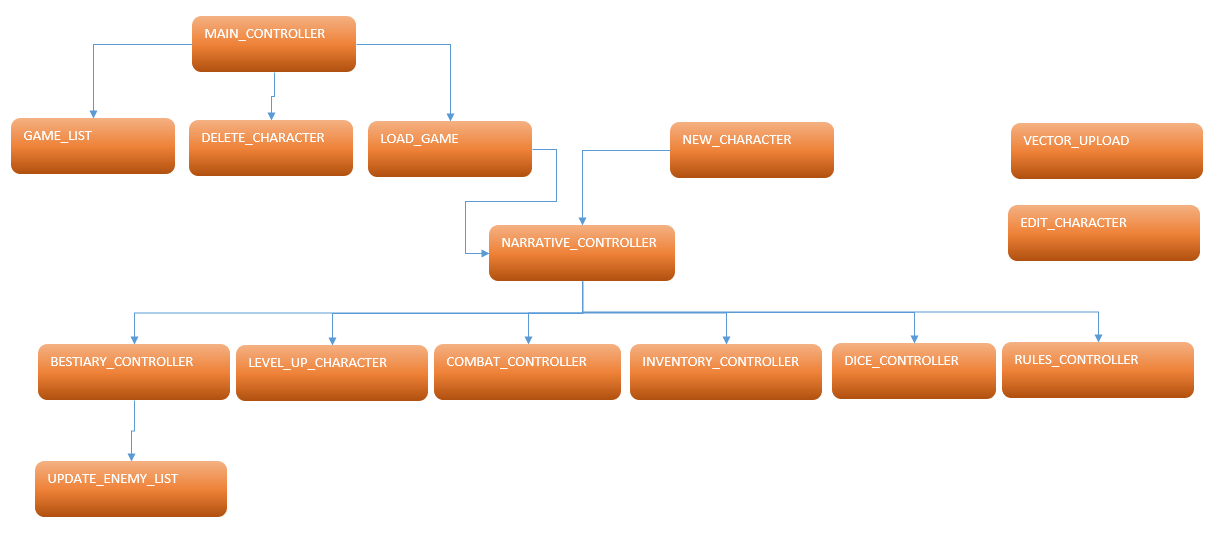 MAIN_CONTROLLER
GAME_LIST
DELETE_CHARACTER
LOAD_GAME
NEW_CHARACTER
VECTOR_UPLOAD
EDIT_CHARACTER
NARRATIVE_CONTROLLER
BESTIARY_CONTROLLER
LEVEL_UP_CHARACTER
COMBAT_CONTROLLER
INVENTORY_CONTROLLER
DICE_CONTROLLER
RULES_CONTROLLER
UPDATE_ENEMY_LIST